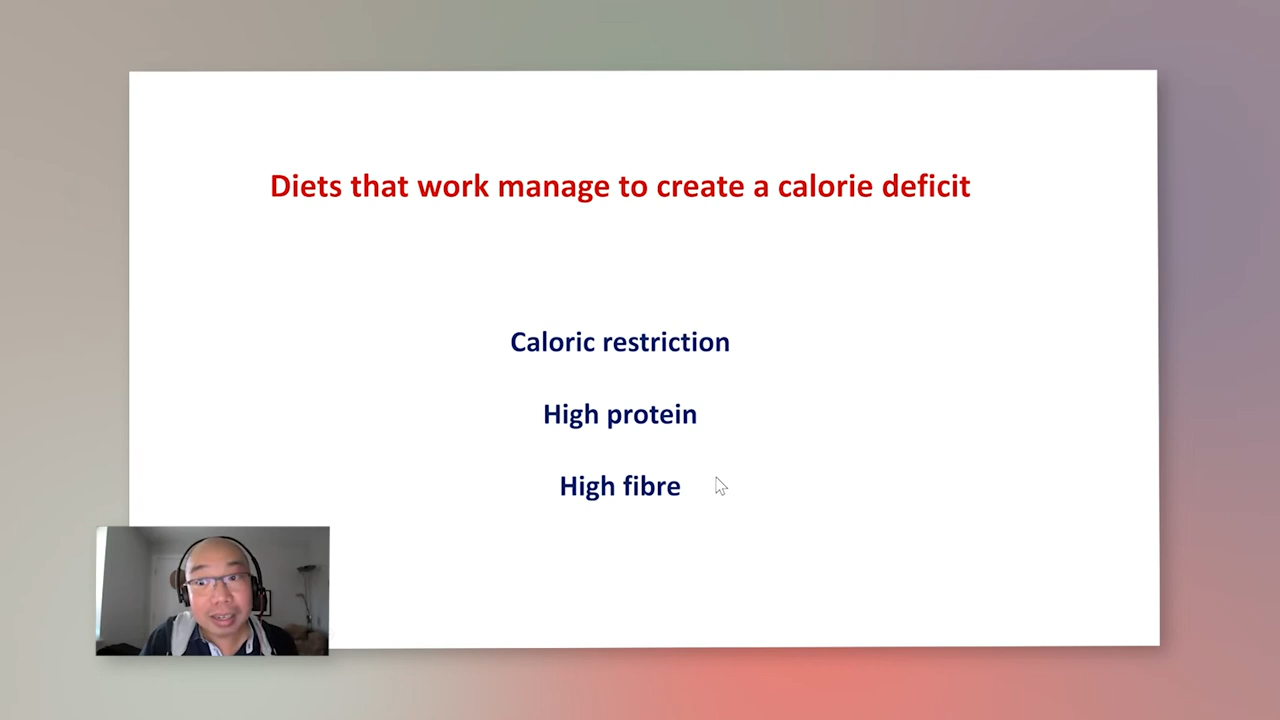 Diets that work manage to create a calorie deficit
Caloric restriction
High protein
High fibre